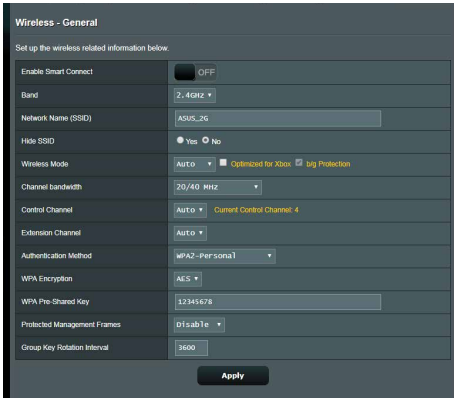 Wireless - General
Set up the wireless related information below.
Enable Smart Connect OFF
Band 2.4GHz
Network Name (SSID) ASUS_2G
Hide SSID Yes No
Wireless Mode Auto Optimized for Xbox b/g Protection
Channel bandwidth 20/40 MHz
Control Channel Auto Current Control Channel: 4
Extension Channel Auto
Authentication Method WPA2-Personal
WPA Encryption AES
WPA Pre-Shared Key 12345678
Protected Management Frames Disable
Group Key Rotation Interval 3600
Apply